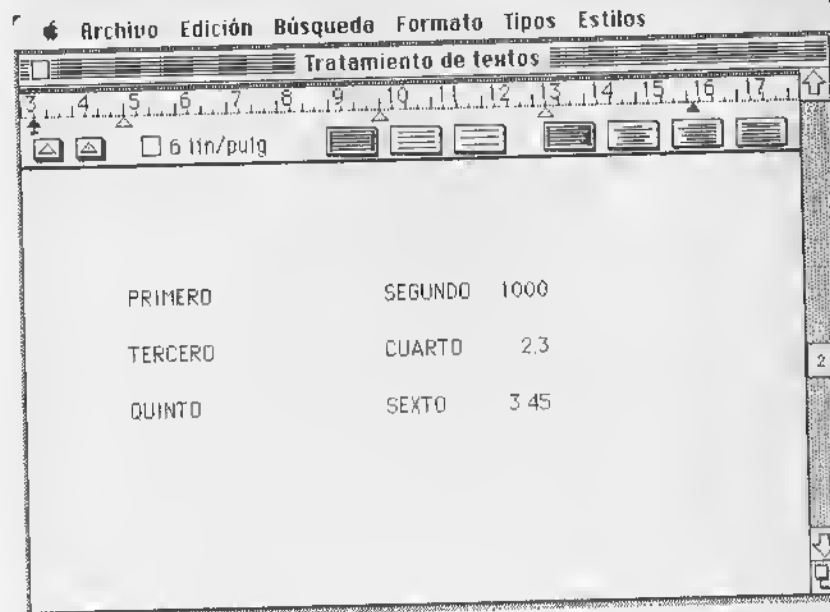 Archivo Edición Búsqueda Formato Tipos Estilos
Tratamiento de textos
3 4 5 6 7 8 9 10 11 12 13 14 15 16 17
6 lin/pulg
PRIMERO SEGUNDO 1000
TERCERO CUARTO 2,3
QUINTO SEXTO 3 45
2